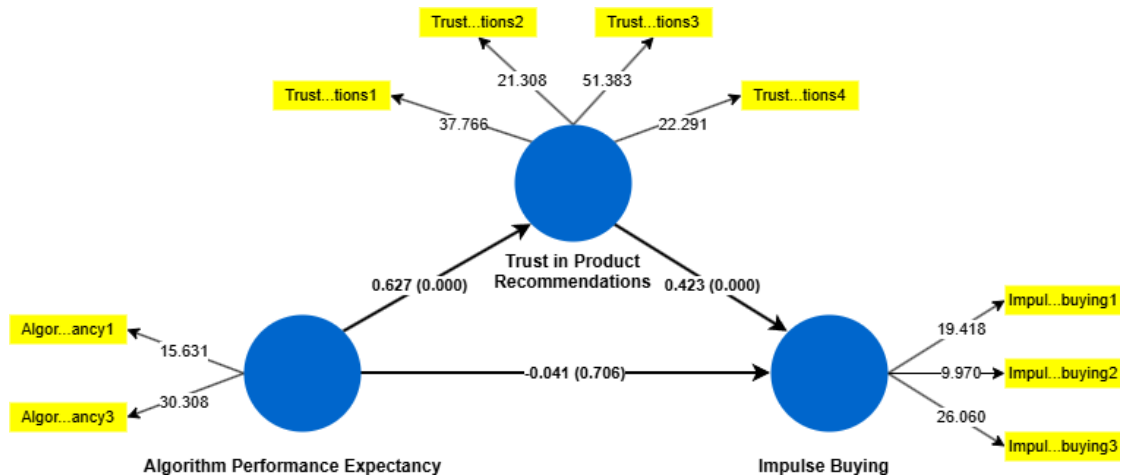 Trust...tions2
Trust...tions3
Trust...tions1
21.308
51.383
Trust...tions4
37.766
22.291
Trust in Product
Recommendations
0.627 (0.000)
0.423 (0.000)
Algor...ancy1
15.631
30.308
Algor...ancy3
-0.041 (0.706)
Impul...buying1
19.418
9.970
Impul...buying2
26.060
Impul...buying3
Algorithm Performance Expectancy
Impulse Buying